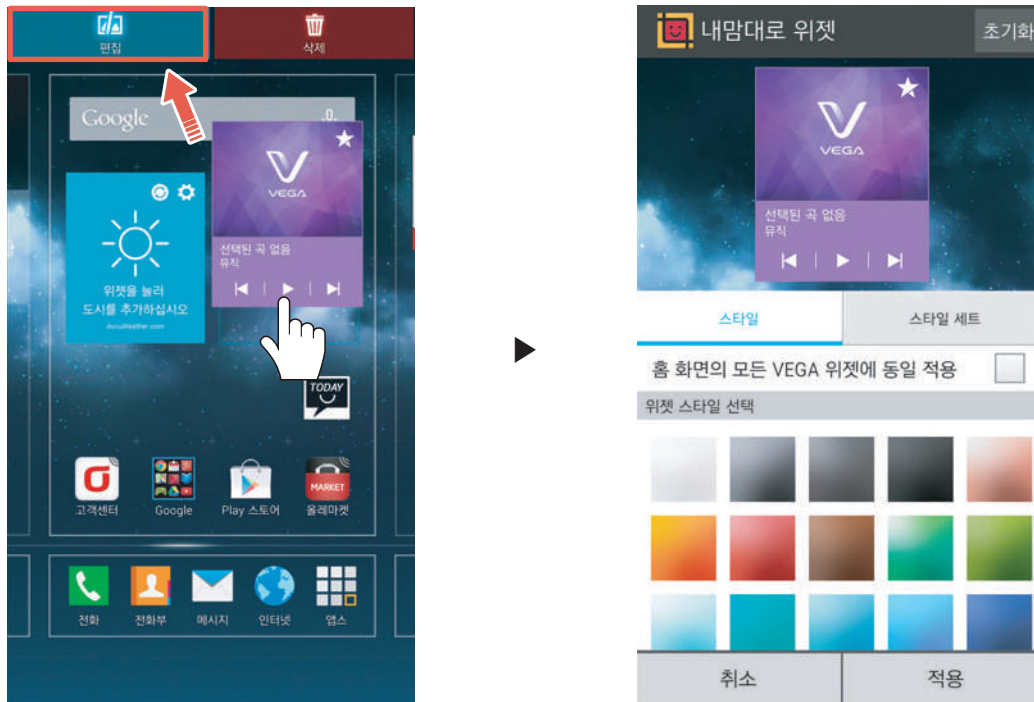 편집
삭제
Google
VEGA
선택된 곡 없음
뮤직
위젯을 눌러
도시를 추가하십시오
AccuWeather.com
TODAY
MARKET
고객센터
Google
Play 스토어
올레마켓
전화
전화부
메시지
인터넷
앱스
내맘대로 위젯
초기화
VEGA
선택된 곡 없음
뮤직
스타일
스타일 세트
홈 화면의 모든 VEGA 위젯에 동일 적용
위젯 스타일 선택
취소
적용